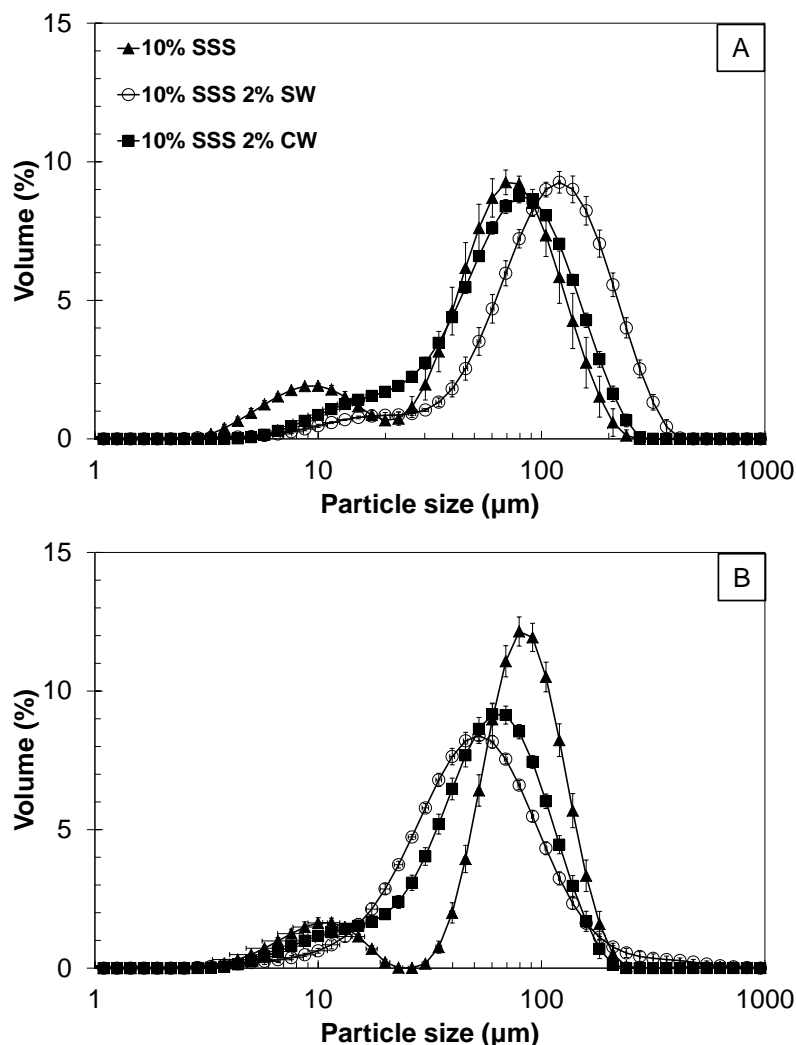 15
A
10% SSS
10% SSS 2% SW
10
10% SSS 2% CW
Volume (%)
5
0
1 10 100 1000
Particle size (µm)
15
B
10
Volume (%)
5
0
1 10 100 1000
Particle size (µm)